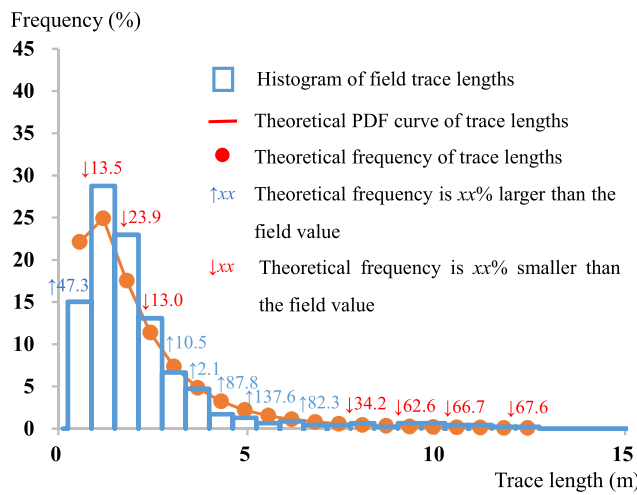 Frequency (%)
45
40
35
30
25
20
15
10
5
0
Histogram of field trace lengths
Theoretical PDF curve of trace lengths
Theoretical frequency of trace lengths
↑xx Theoretical frequency is xx% larger than the
field value
↓xx Theoretical frequency is xx% smaller than
the field value
↑47.3
↓13.5
↓23.9
↓13.0
↑10.5
↑2.1
↑87.8
↑137.6
↑82.3
↓34.2
↓62.6
↓66.7
↓67.6
0 5 10 15
Trace length (m)